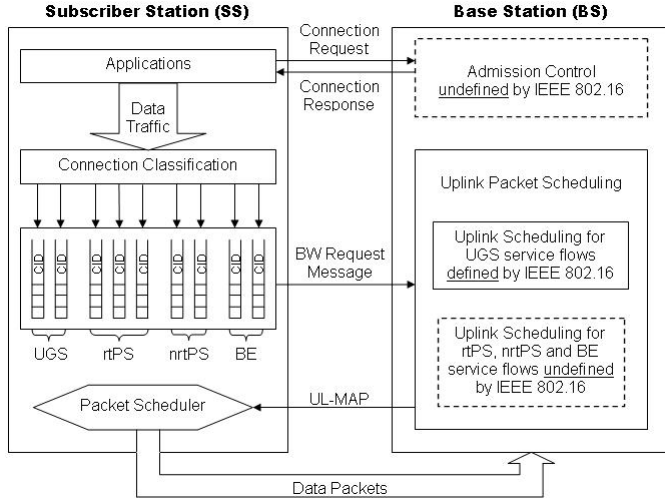 Subscriber Station (SS)
Base Station (BS)
Connection
Request
Applications
Admission Control
undefined by IEEE 802.16
Connection
Response
Data
Traffic
Connection Classification
Uplink Packet Scheduling
CID CID CID CID CID CID CID CID CID
BW Request
Message
Uplink Scheduling for
UGS service flows
defined by IEEE 802.16
UGS rtPS nrtPS BE
Uplink Scheduling for
rtPS, nrtPS and BE
service flows undefined
by IEEE 802.16
Packet Scheduler
UL-MAP
Data Packets